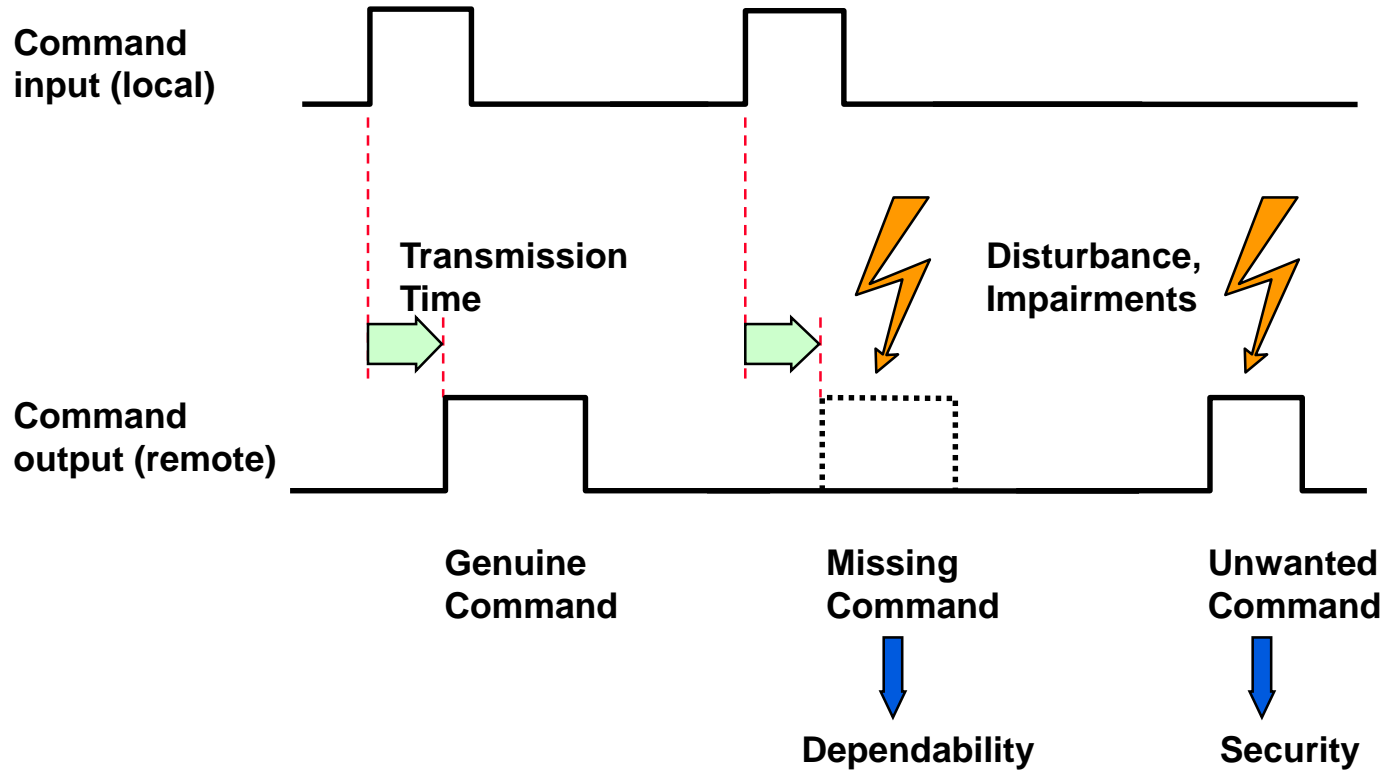 Command
input (local)
Transmission
Time
Disturbance,
Impairments
Command
output (remote)
Genuine
Command
Missing
Command
Unwanted
Command
Dependability
Security